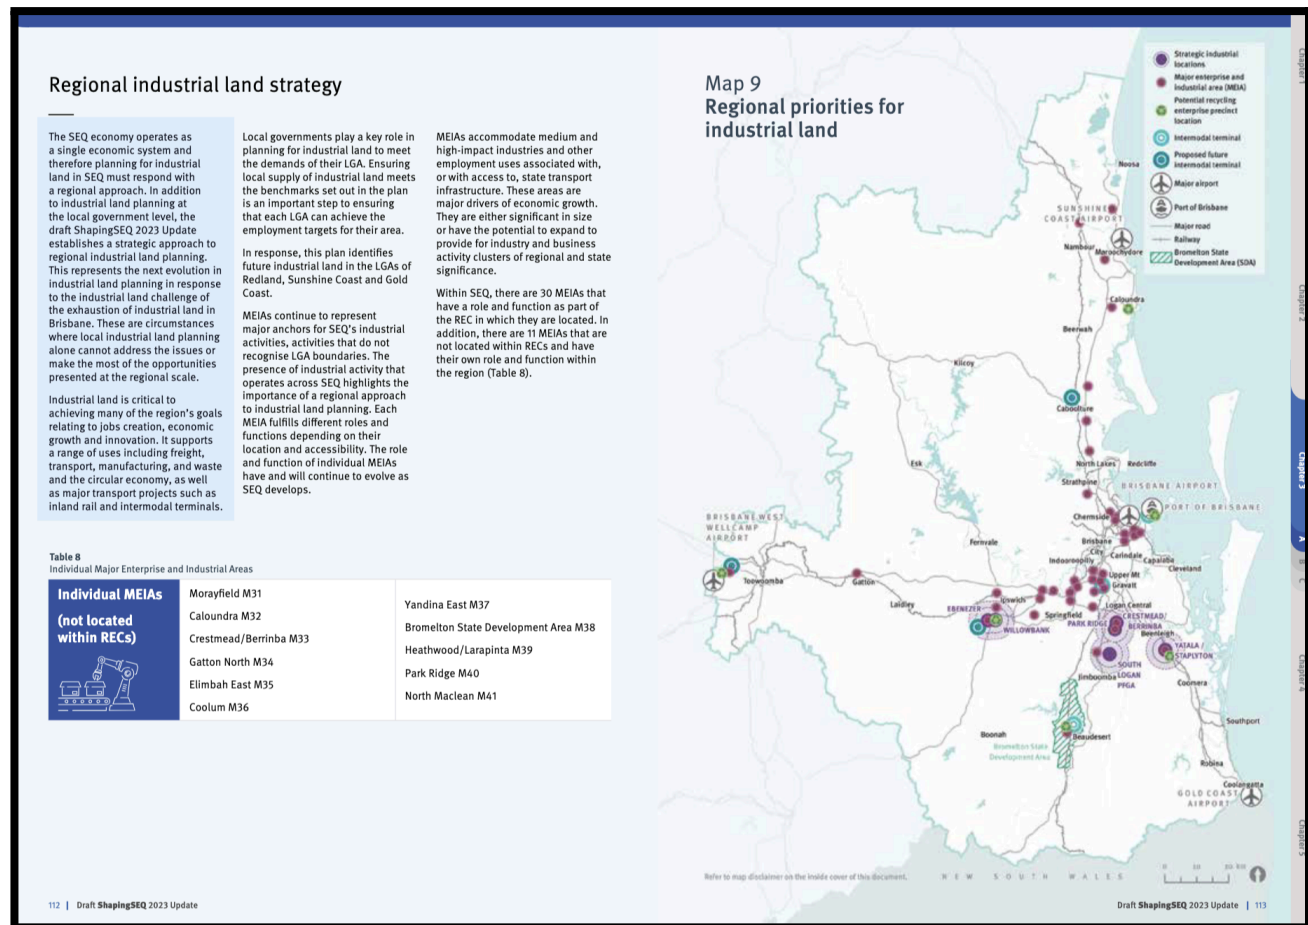 Regional industrial land strategy
The SEQ economy operates as
a single economic system and
therefore planning for industrial
land in SEQ must respond with
a regional approach. In addition
to industrial land planning at
the local government level, the
draft ShapingSEQ 2023 Update
establishes a strategic approach to
regional industrial land planning.
This represents the next evolution in
industrial land planning in response
to the industrial land challenge of
the exhaustion of industrial land in
Brisbane. These are circumstances
where local industrial land planning
alone cannot address the issues or
make the most of the opportunities
presented at the regional scale.
Industrial land is critical to
achieving many of the region's goals
relating to jobs creation, economic
growth and innovation. It supports
a range of uses including freight,
transport, manufacturing, and waste
and the circular economy, as well
as major transport projects such as
inland rail and intermodal terminals.
Local governments play a key role in
planning for industrial land to meet
the demands of their LGA. Ensuring
local supply of industrial land meets
the benchmarks set out in the plan
is an important step to ensuring
that each LGA can achieve the
employment targets for their area.
In response, this plan identifies
future industrial land in the LGAs of
Redland, Sunshine Coast and Gold
Coast.
MEIAs continue to represent
major anchors for SEQ's industrial
activities, activities that do not
recognise LGA boundaries. The
presence of industrial activity that
operates across SEQ highlights the
importance of a regional approach
to industrial land planning. Each
MEIA fulfills different roles and
functions depending on their
location and accessibility. The role
and function of individual MEIAs
have and will continue to evolve as
SEQ develops.
MEIAs accommodate medium and
high-impact industries and other
employment uses associated with,
or with access to, state transport
infrastructure. These areas are
major drivers of economic growth.
They are either significant in size
or have the potential to expand to
provide for industry and business
activity clusters of regional and state
significance.
Within SEQ, there are 30 MEIAs that
have a role and function as part of
the REC in which they are located. In
addition, there are 11 MEIAs that are
not located within RECs and have
their own role and function within
the region (Table 8).
Table 8
Individual Major Enterprise and Industrial Areas
Individual MEIAs
(not located
within RECs)
Morayfield M31
Caloundra M32
Crestmead/Berrinba M33
Gatton North M34
Elimbah East M35
Coolum M36
Yandina East M37
Bromelton State Development Area M38
Heathwood/Larapinta M39
Park Ridge M40
North Maclean M41
112 | Draft ShapingSEQ 2023 Update
Map 9
Regional priorities for
industrial land
Strategic industrial
locations
Major enterprise and
industrial area (MEIA)
Potential recycling
enterprise precinct
location
Intermodal terminal
Proposed future
intermodal terminal
Major airport
Port of Brisbane
Major road
Railway
Bromelton State
Development Area (SDA)
Noosa
SUNSHINE
COAST AIRPORT
Nambour
Maroochydore
Caloundra
Beerwah
Kilcoy
Caboolture
Esk
North Lakes
Redcliffe
Strathpine
BRISBANE AIRPORT
PORT OF BRISBANE
Chermside
BRISBANE WEST
WELLCAMP
AIRPORT
Fernvale
Brisbane
City
Carindale
Capalaba
Indooroopilly
Cleveland
Toowoomba
Gatton
Upper Mt
Gravatt
Laidley
Ipswich
EBENEZER
Springfield
Logan Central
WILLOWBANK
PARK RIDGE
CRESTMEAD/
BERRINBA
Beenleigh
YATALA /
STAPYLTON
SOUTH
LOGAN
PPGA
Jimboomba
Coomera
Southport
Boonah
Beaudesert
Bromelton State
Development Area
Robina
Coolangatta
GOLD COAST
AIRPORT
NEW SOUTH WALES
Refer to map disclaimer on the inside cover of this document.
Draft ShapingSEQ 2023 Update | 113
Chapter 1
Chapter 2
Chapter 3
A
B
C
Chapter 4
Chapter 5